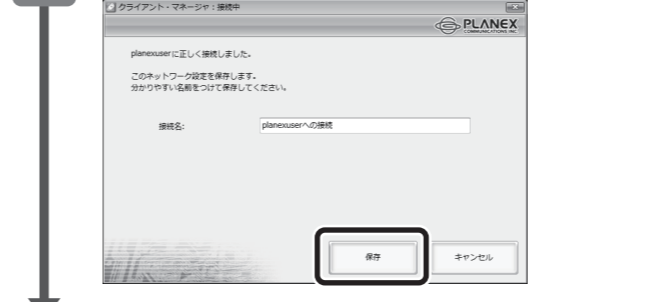 クライアント・マネージャ：接続中
PLANEX
COMMUNICATIONS INC.
planexuserに正しく接続しました。
このネットワーク設定を保存します。
分かりやすい名前をつけて保存してください。
接続名:
planexuserへの接続
保存
キャンセル